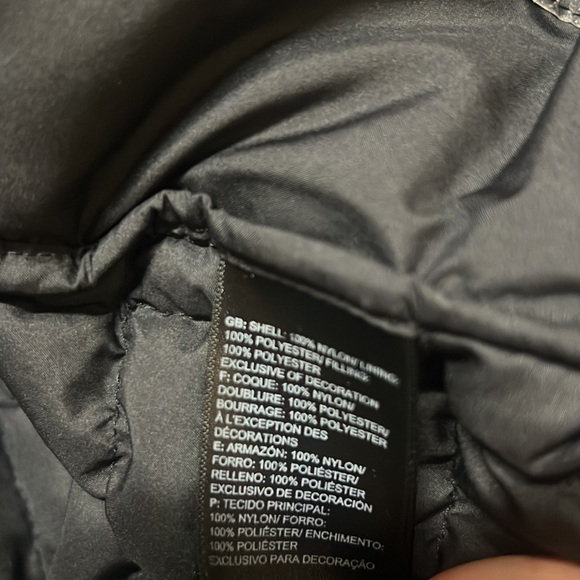 GB: SHELL: 100% NYLON/ LINING:
100% POLYESTER/ FILLING:
100% POLYESTER
EXCLUSIVE OF DECORATION
F: COQUE: 100% NYLON/
DOUBLURE: 100% POLYESTER/
BOURRAGE: 100% POLYESTER
À L'EXCEPTION DES
DÉCORATIONS
E: ARMAZÓN: 100% NYLON/
FORRO: 100% POLIÉSTER/
RELLENO: 100% POLIÉSTER
EXCLUSIVO DE DECORACIÓN
P: TECIDO PRINCIPAL:
100% NYLON/ FORRO:
100% POLIÉSTER/ ENCHIMENTO:
100% POLIÉSTER
EXCLUSIVO PARA DECORAÇÃO